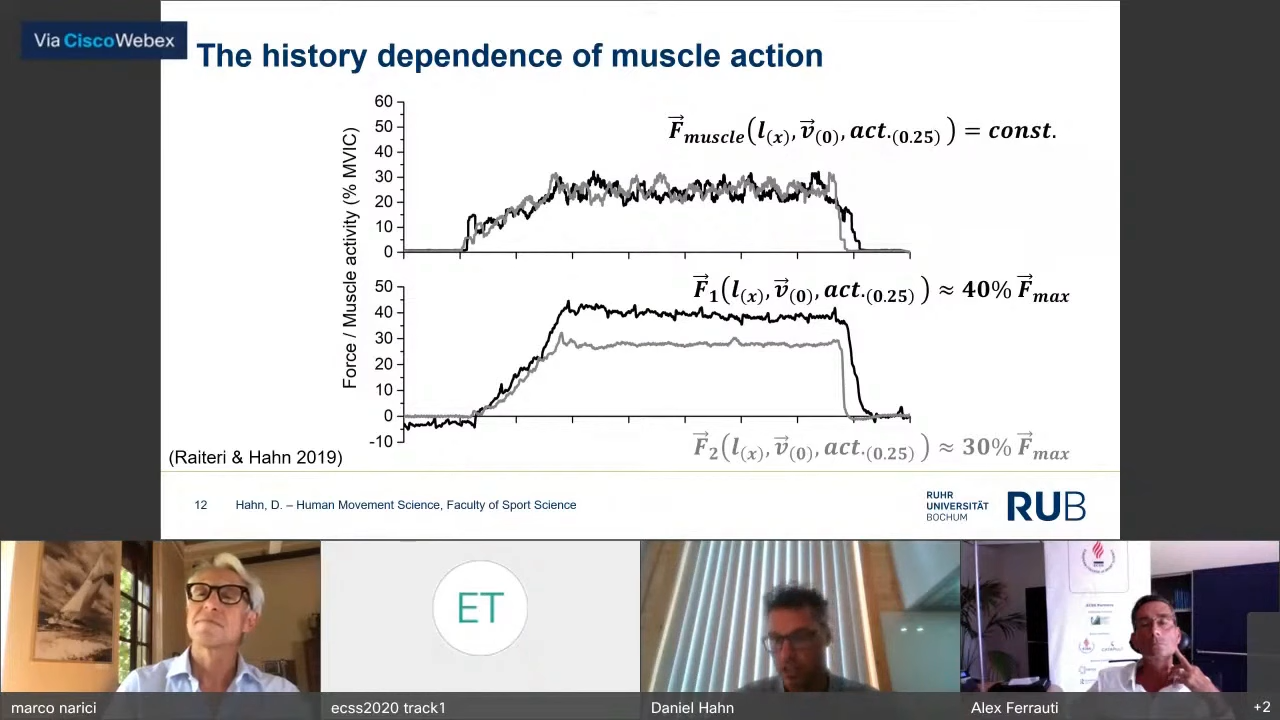 Via Cisco Webex
The history dependence of muscle action
Force / Muscle activity (% MVIC)
60
50
40
30
20
10
0
F⃗muscle(l(x), v⃗(0), act.(0.25)) = const.
50
40
30
20
10
0
-10
F⃗1(l(x), v⃗(0), act.(0.25)) ≈ 40% F⃗max
F⃗2(l(x), v⃗(0), act.(0.25)) ≈ 30% F⃗max
(Raiteri & Hahn 2019)
12 Hahn, D. – Human Movement Science, Faculty of Sport Science
RUHR
UNIVERSITÄT
BOCHUM
RUB
ET
marco narici
ecss2020 track1
Daniel Hahn
Alex Ferrauti
+2